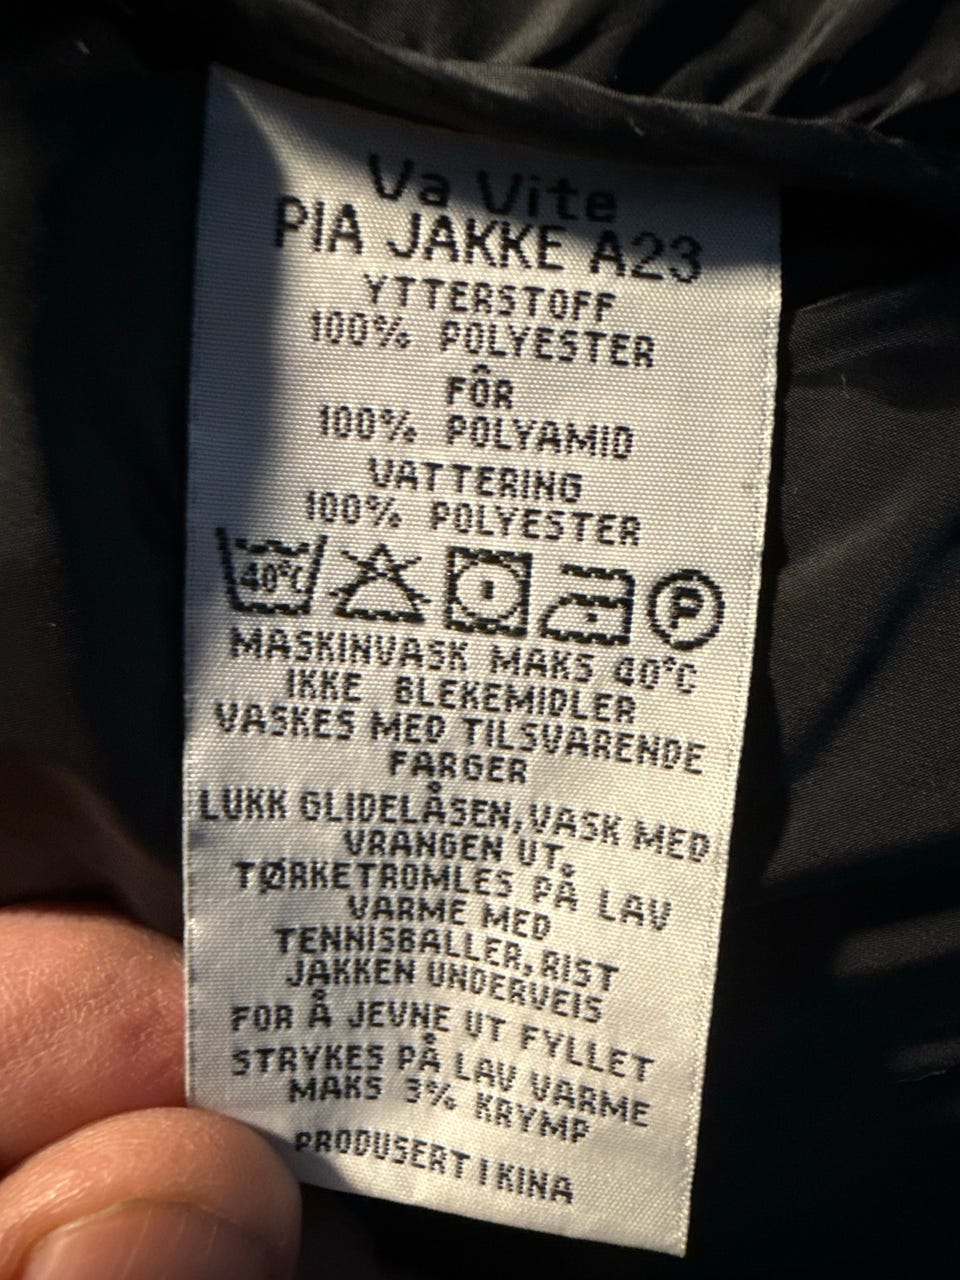 Va Vite
PIA JAKKE A23
YTTERSTOFF
100% POLYESTER
FÔR
100% POLYAMID
VATTERING
100% POLYESTER
40°C P
MASKINVASK MAKS 40°C
IKKE BLEKEMIDLER
VASKES MED TILSVARENDE
FARGER
LUKK GLIDELÅSEN, VASK MED
VRANGEN UT.
TØRKETROMLES PÅ LAV
VARME MED
TENNISBALLER, RIST
JAKKEN UNDERVEIS
FOR Å JEVNE UT FYLLET
STRYKES PÅ LAV VARME
MAKS 3% KRYMP
PRODUSERT I KINA